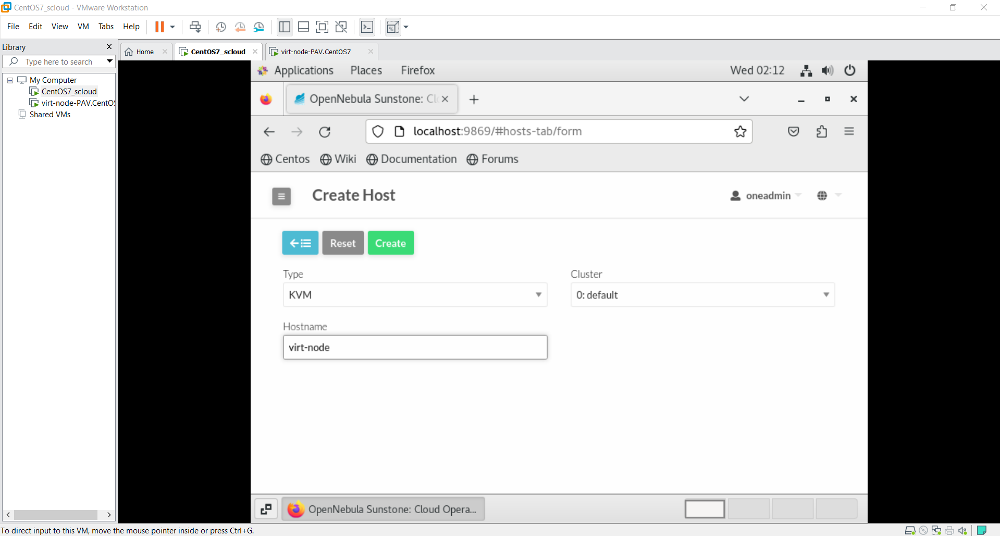 CentOS7_scloud - VMware Workstation
File Edit View VM Tabs Help
Library
Home CentOS7_scloud virt-node-PAV.CentOS7
Type here to search
My Computer
CentOS7_scloud
virt-node-PAV.CentOS
Shared VMs
Applications Places Firefox Wed 02:12
OpenNebula Sunstone: Cl
localhost:9869/#hosts-tab/form
Centos Wiki Documentation Forums
Create Host oneadmin
Reset Create
Type Cluster
KVM 0: default
Hostname
virt-node
OpenNebula Sunstone: Cloud Opera...
To direct input to this VM, move the mouse pointer inside or press Ctrl+G.